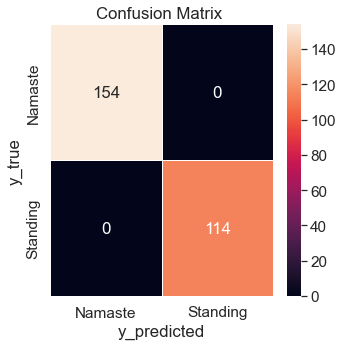 Confusion Matrix
Namaste
154
0
Standing
0
114
y_true
Namaste
Standing
y_predicted
140
120
100
80
60
40
20
0